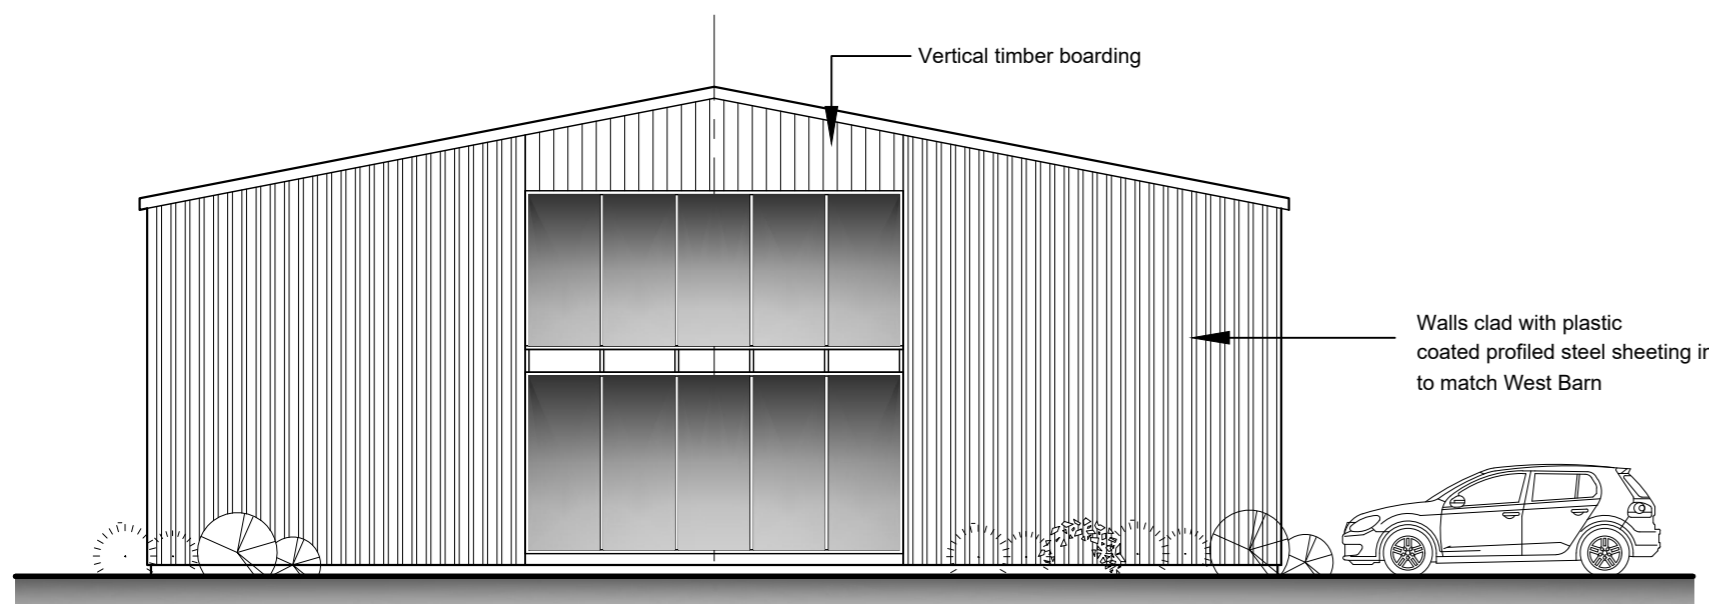 Vertical timber boarding
Walls clad with plastic
coated profiled steel sheeting
to match West Barn